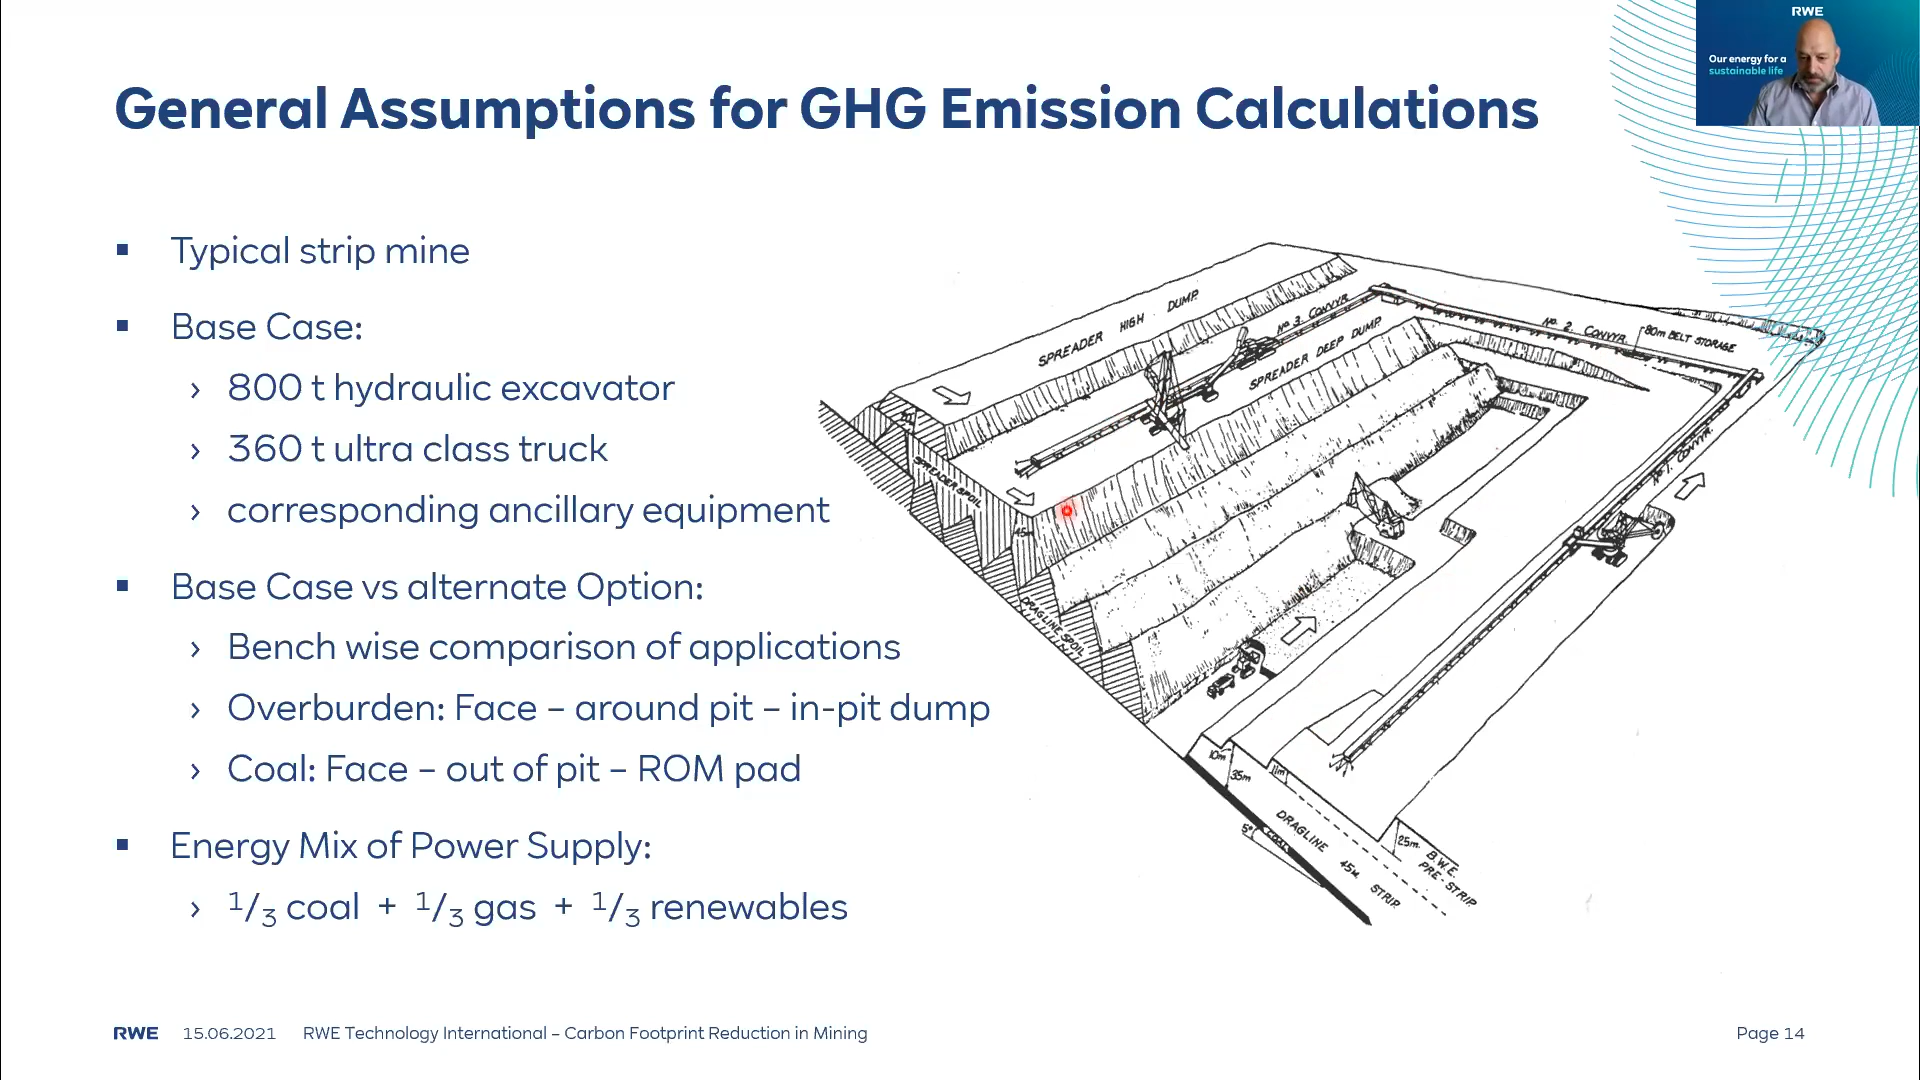 RWE
Our energy for a
sustainable life
General Assumptions for GHG Emission Calculations
▪ Typical strip mine
▪ Base Case:
› 800 t hydraulic excavator
› 360 t ultra class truck
› corresponding ancillary equipment
▪ Base Case vs alternate Option:
› Bench wise comparison of applications
› Overburden: Face – around pit – in-pit dump
› Coal: Face – out of pit – ROM pad
▪ Energy Mix of Power Supply:
› 1/3 coal + 1/3 gas + 1/3 renewables
SPREADER HIGH DUMP
Nº 3. CONVYR.
SPREADER DEEP DUMP
Nº 2. CONVYR.
80m BELT STORAGE
Nº 1. CONVYR.
SPREADER SPOIL
45m
DRAGLINE SPOIL
10m
35m
11m
5°
COAL
DRAGLINE 45m STRIP
25m
B.W.E.
PRE-STRIP
RWE 15.06.2021 RWE Technology International – Carbon Footprint Reduction in Mining Page 14